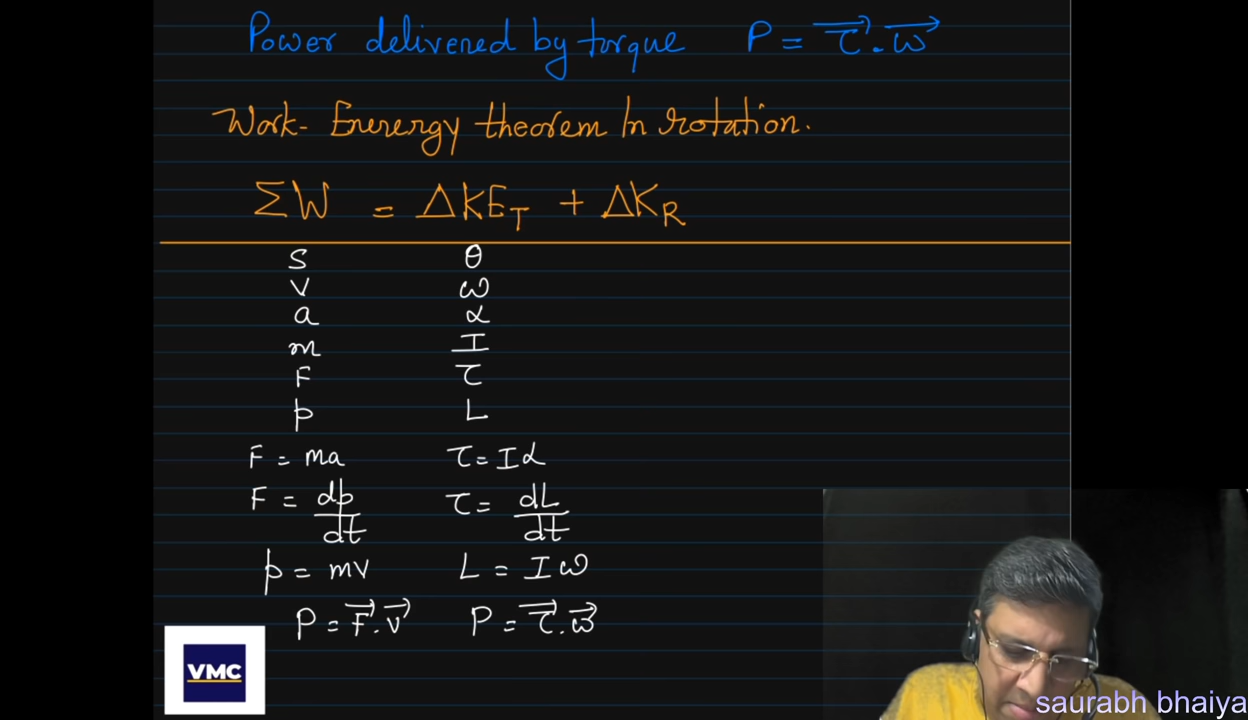 Power delivered by torque P = τ⃗ . ω⃗
Work- Enerergy theorem In rotation.
ΣW = ΔKE_T + ΔK_R
S θ
v ω
a α
m I
F τ
p L
F = ma τ = Iα
F = dp/dt τ = dL/dt
p = mv L = Iω
P = F⃗ . v⃗ P = τ⃗ . ω⃗
VMC
saurabh bhaiya